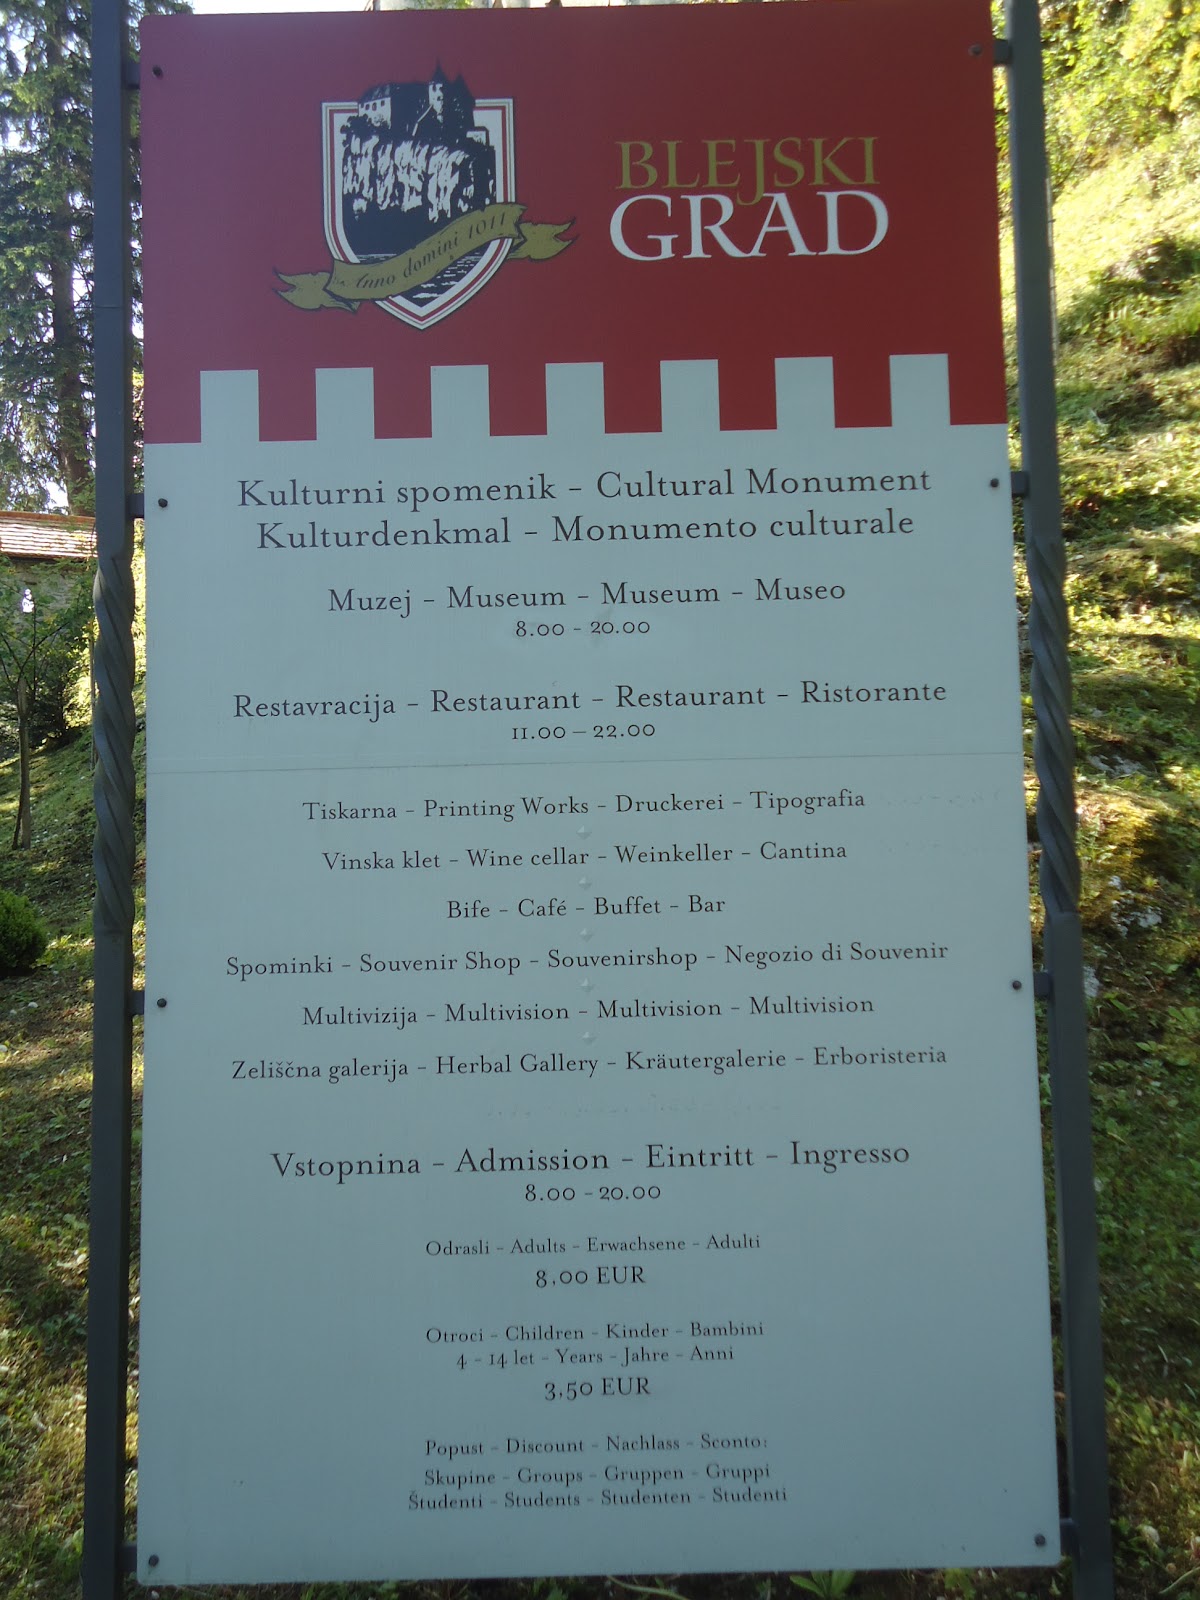 Anno domini 1011
BLEJSKI
GRAD
Kulturni spomenik - Cultural Monument
Kulturdenkmal - Monumento culturale
Muzej - Museum - Museum - Museo
8.00 - 20.00
Restavracija - Restaurant - Restaurant - Ristorante
11.00 – 22.00
Tiskarna - Printing Works - Druckerei - Tipografia
Vinska klet - Wine cellar - Weinkeller - Cantina
Bife - Café - Buffet - Bar
Spominki - Souvenir Shop - Souvenirshop - Negozio di Souvenir
Multivizija - Multivision - Multivision - Multivision
Zeliščna galerija - Herbal Gallery - Kräutergalerie - Erboristeria
Vstopnina - Admission - Eintritt - Ingresso
8.00 - 20.00
Odrasli - Adults - Erwachsene - Adulti
8,00 EUR
Otroci - Children - Kinder - Bambini
4 - 14 let - Years - Jahre - Anni
3,50 EUR
Popust - Discount - Nachlass - Sconto:
Skupine - Groups - Gruppen - Gruppi
Študenti - Students - Studenten - Studenti